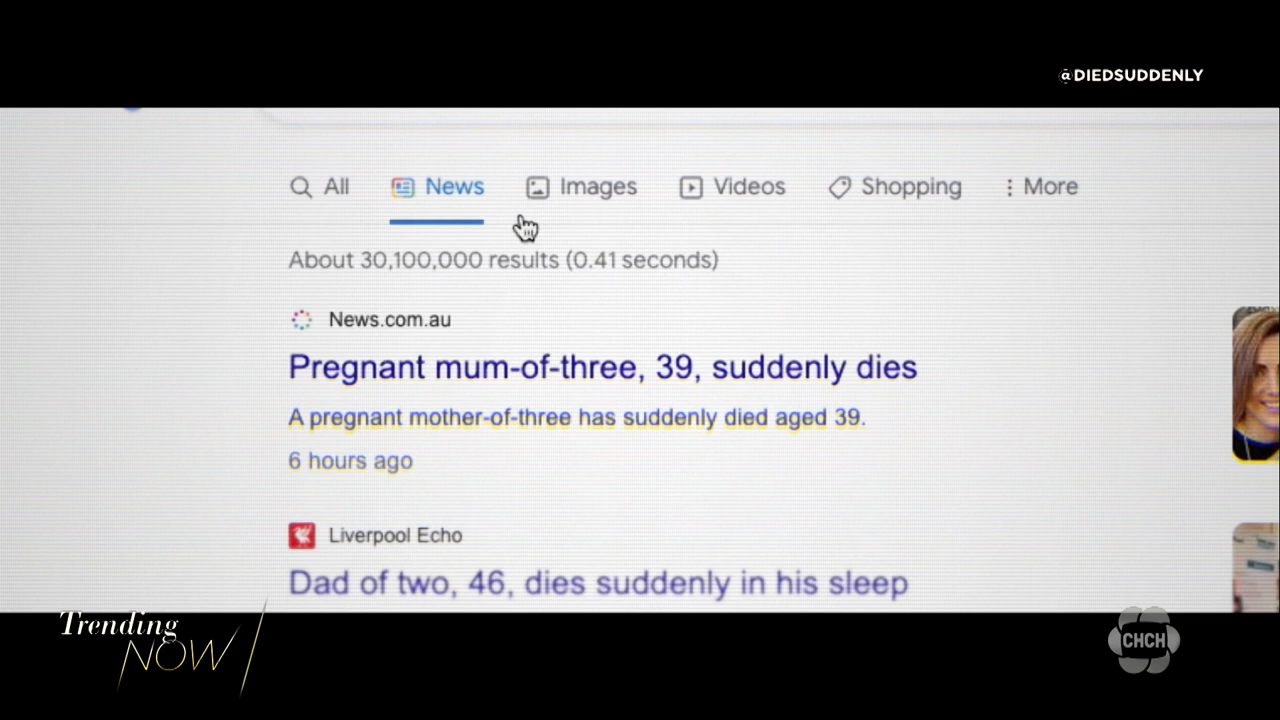 @DIEDSUDDENLY
All News Images Videos Shopping More
About 30,100,000 results (0.41 seconds)
News.com.au
Pregnant mum-of-three, 39, suddenly dies
A pregnant mother-of-three has suddenly died aged 39.
6 hours ago
Liverpool Echo
Dad of two, 46, dies suddenly in his sleep
Trending
NOW
CHCH